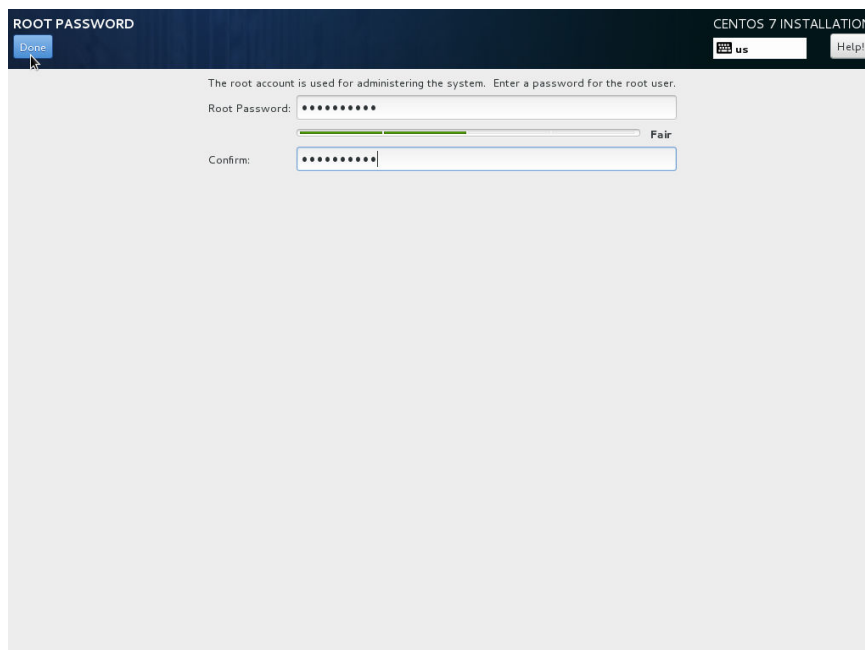 ROOT PASSWORD
CENTOS 7 INSTALLATION
Done
us
Help!
The root account is used for administering the system.  Enter a password for the root user.
Root Password: ●●●●●●●●●●
Fair
Confirm: ●●●●●●●●●●